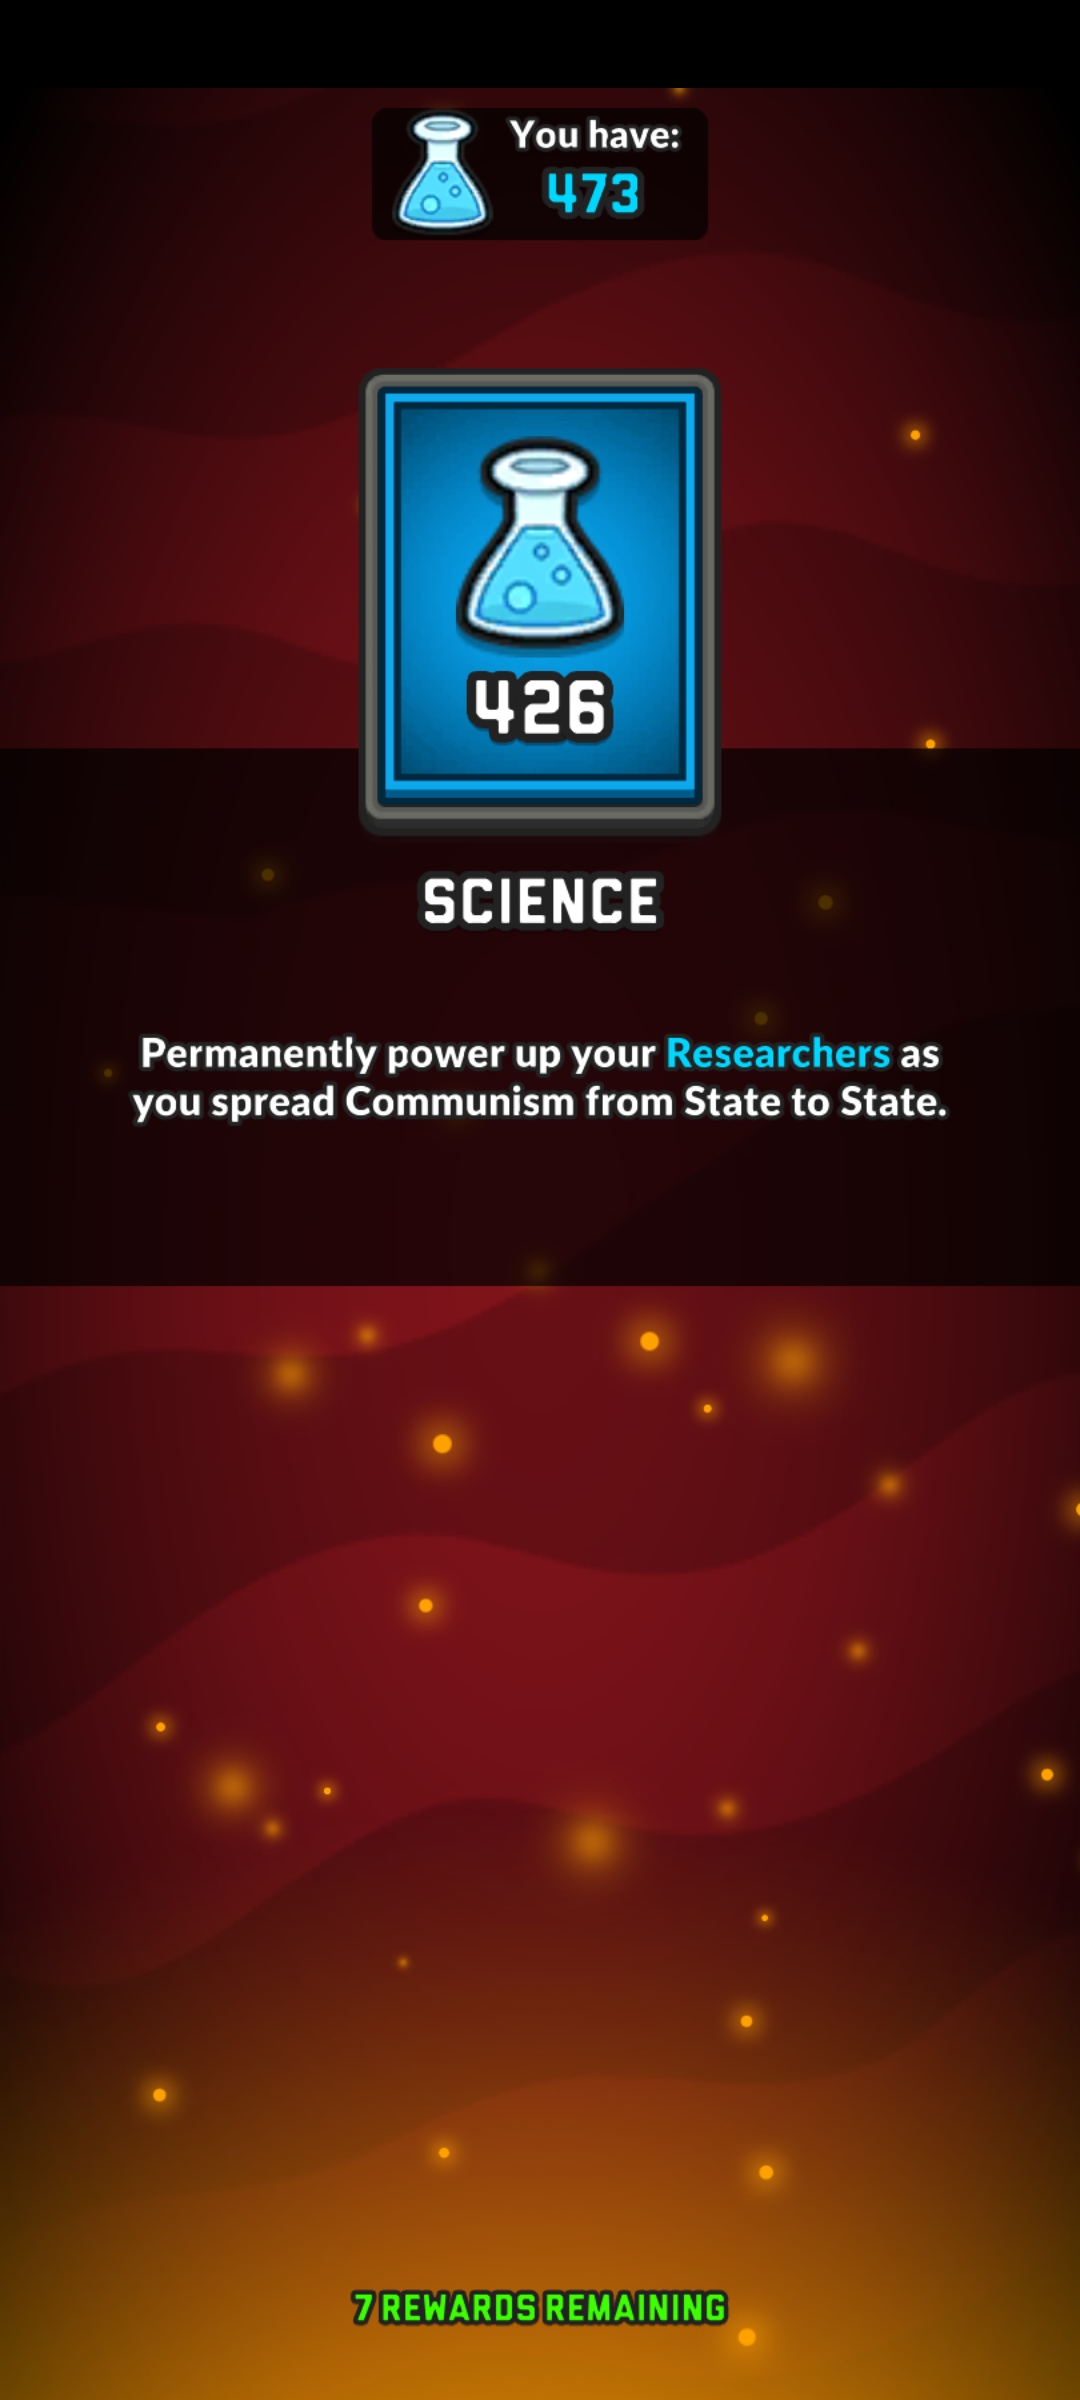 You have:
473
426
SCIENCE
Permanently power up your Researchers as
you spread Communism from State to State.
7 REWARDS REMAINING